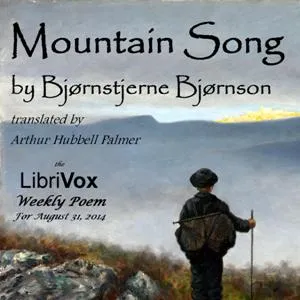 Mountain Song
by Bjørnstjerne Bjørnson
translated by
Arthur Hubbell Palmer
the
LibriVox
Weekly Poem
For August 31, 2014